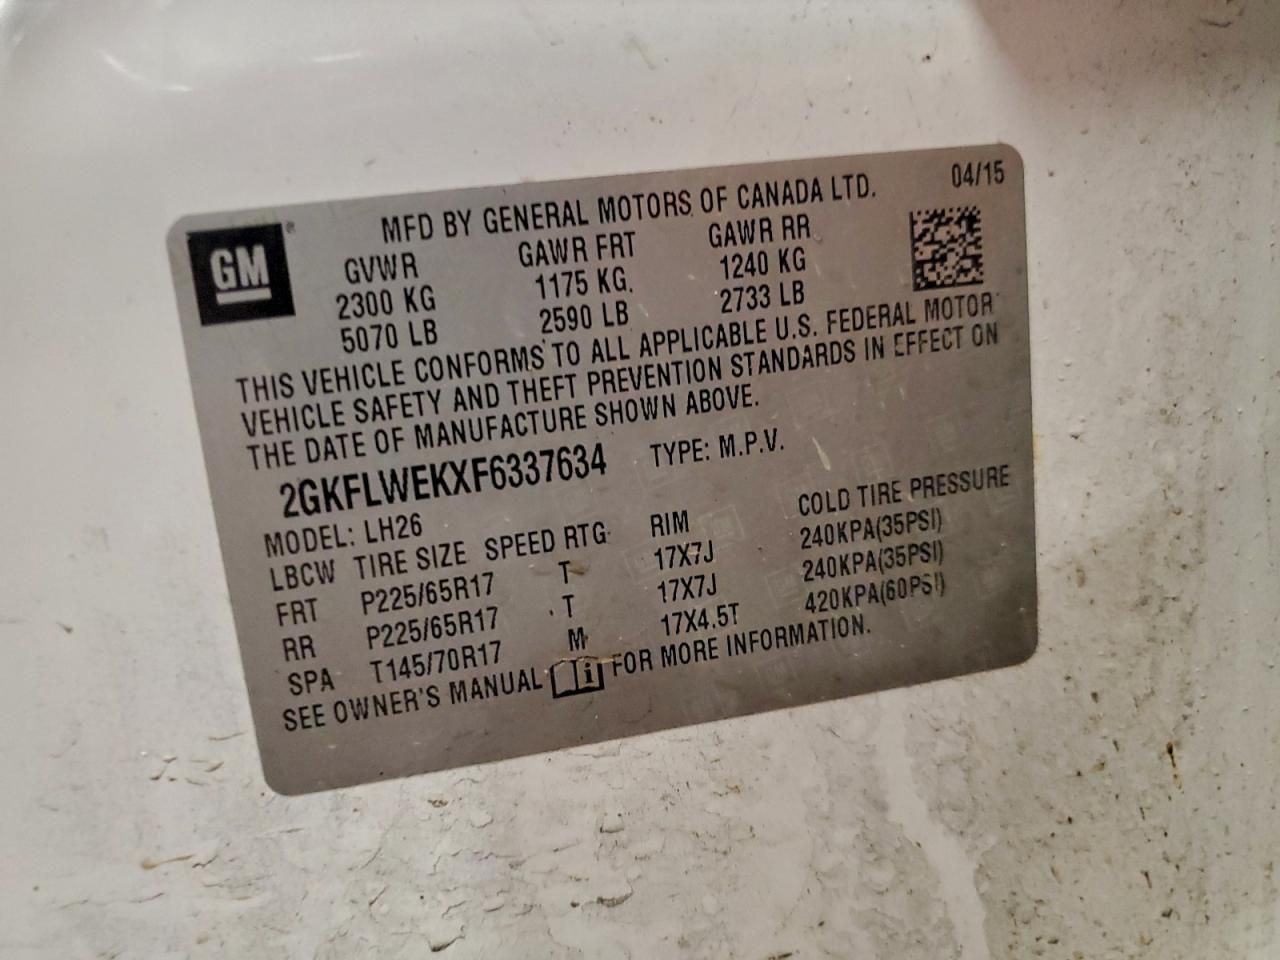 04/15
GM ®
MFD BY GENERAL MOTORS OF CANADA LTD.
GVWR GAWR FRT GAWR RR
2300 KG 1175 KG. 1240 KG
5070 LB 2590 LB 2733 LB
THIS VEHICLE CONFORMS TO ALL APPLICABLE U.S. FEDERAL MOTOR
VEHICLE SAFETY AND THEFT PREVENTION STANDARDS IN EFFECT ON
THE DATE OF MANUFACTURE SHOWN ABOVE.
2GKFLWEKXF6337634 TYPE: M.P.V.
MODEL: LH26
LBCW TIRE SIZE SPEED RTG RIM COLD TIRE PRESSURE
FRT P225/65R17 T 17X7J 240KPA(35PSI)
RR P225/65R17 T 17X7J 240KPA(35PSI)
SPA T145/70R17 M 17X4.5T 420KPA(60PSI)
SEE OWNER'S MANUAL i FOR MORE INFORMATION.